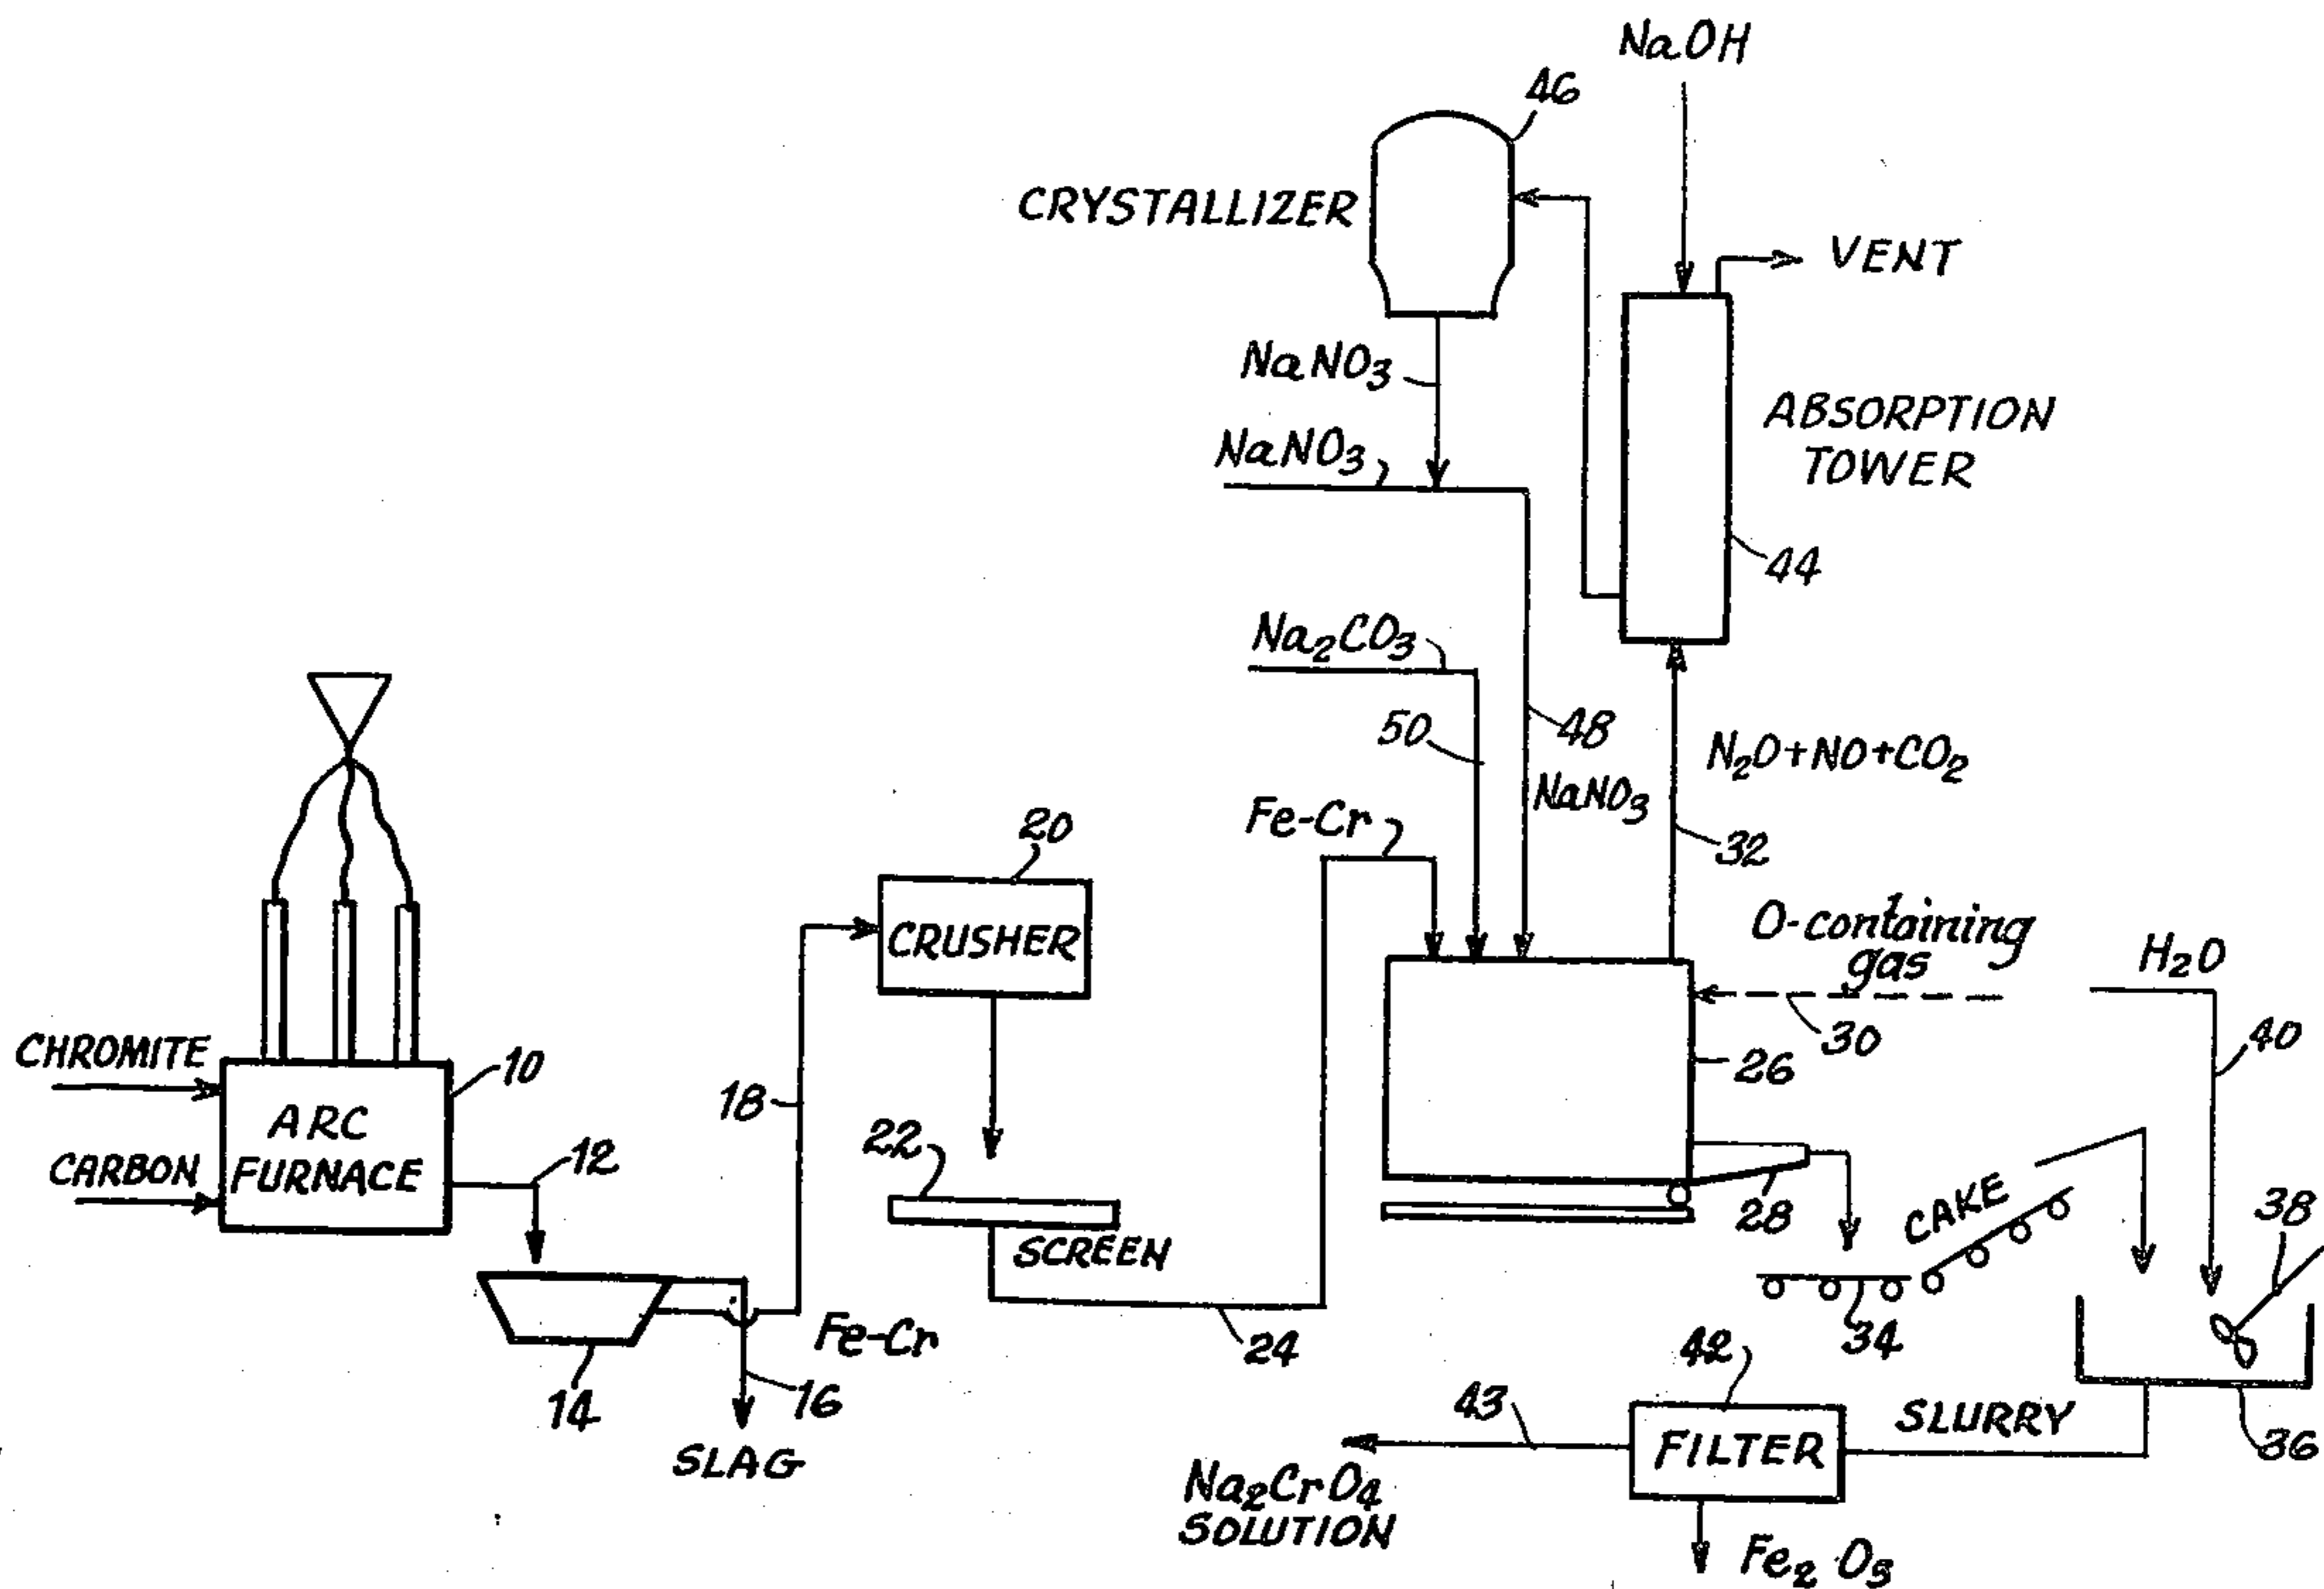 NaOH
46
CRYSTALLIZER
VENT
NaNO3
NaNO3
ABSORPTION
TOWER
44
Na2CO3
50
48
N2O+NO+CO2
NaNO3
Fe-Cr
32
20
CRUSHER
O-containing
gas
H2O
30
40
26
CHROMITE
10
ARC
FURNACE
CARBON
12
18
22
SCREEN
28
CAKE
38
24
34
Fe-Cr
14
16
SLAG
42
43
FILTER
SLURRY
36
Na2CrO4
SOLUTION
Fe2O3